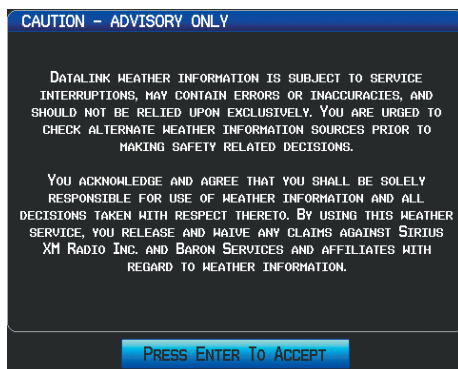 CAUTION - ADVISORY ONLY
DATALINK WEATHER INFORMATION IS SUBJECT TO SERVICE
INTERRUPTIONS, MAY CONTAIN ERRORS OR INACCURACIES, AND
SHOULD NOT BE RELIED UPON EXCLUSIVELY. YOU ARE URGED TO
CHECK ALTERNATE WEATHER INFORMATION SOURCES PRIOR TO
MAKING SAFETY RELATED DECISIONS.
YOU ACKNOWLEDGE AND AGREE THAT YOU SHALL BE SOLELY
RESPONSIBLE FOR USE OF WEATHER INFORMATION AND ALL
DECISIONS TAKEN WITH RESPECT THERETO. BY USING THIS WEATHER
SERVICE, YOU RELEASE AND WAIVE ANY CLAIMS AGAINST SIRIUS
XM RADIO INC. AND BARON SERVICES AND AFFILIATES WITH
REGARD TO WEATHER INFORMATION.
PRESS ENTER TO ACCEPT